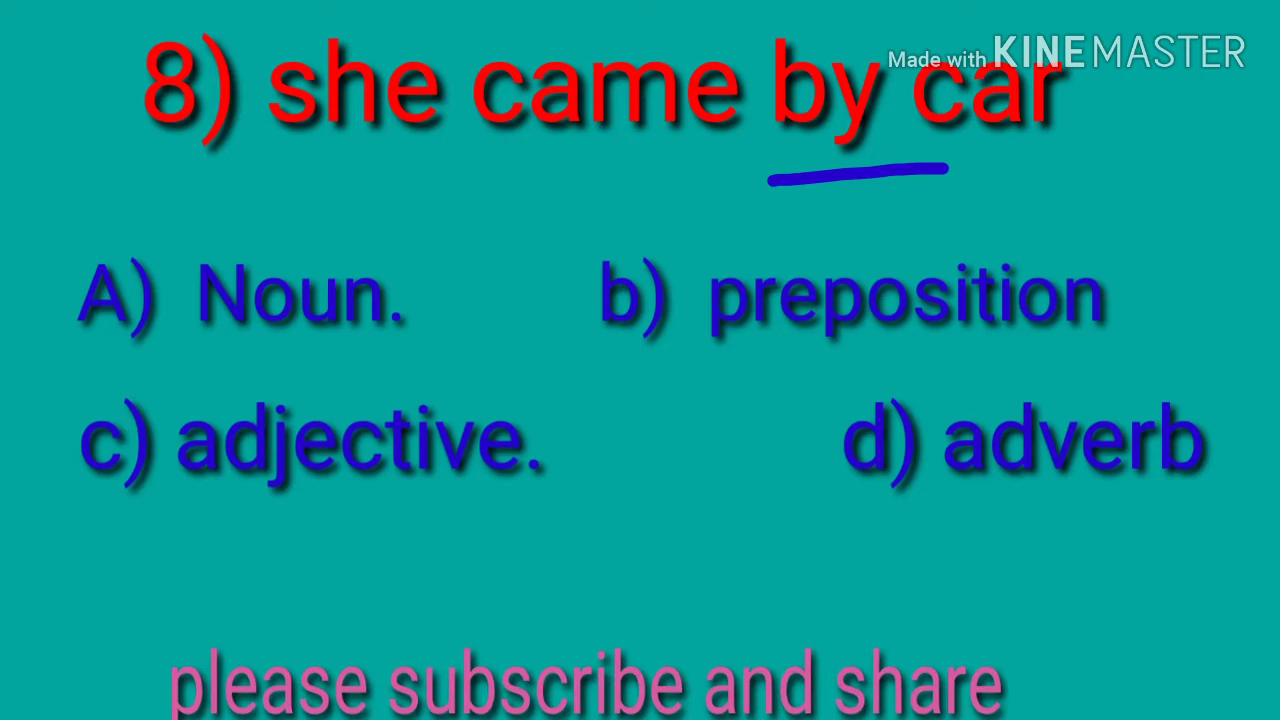 Made with KINEMASTER
8) she came by car
A) Noun. b) preposition
c) adjective. d) adverb
please subscribe and share